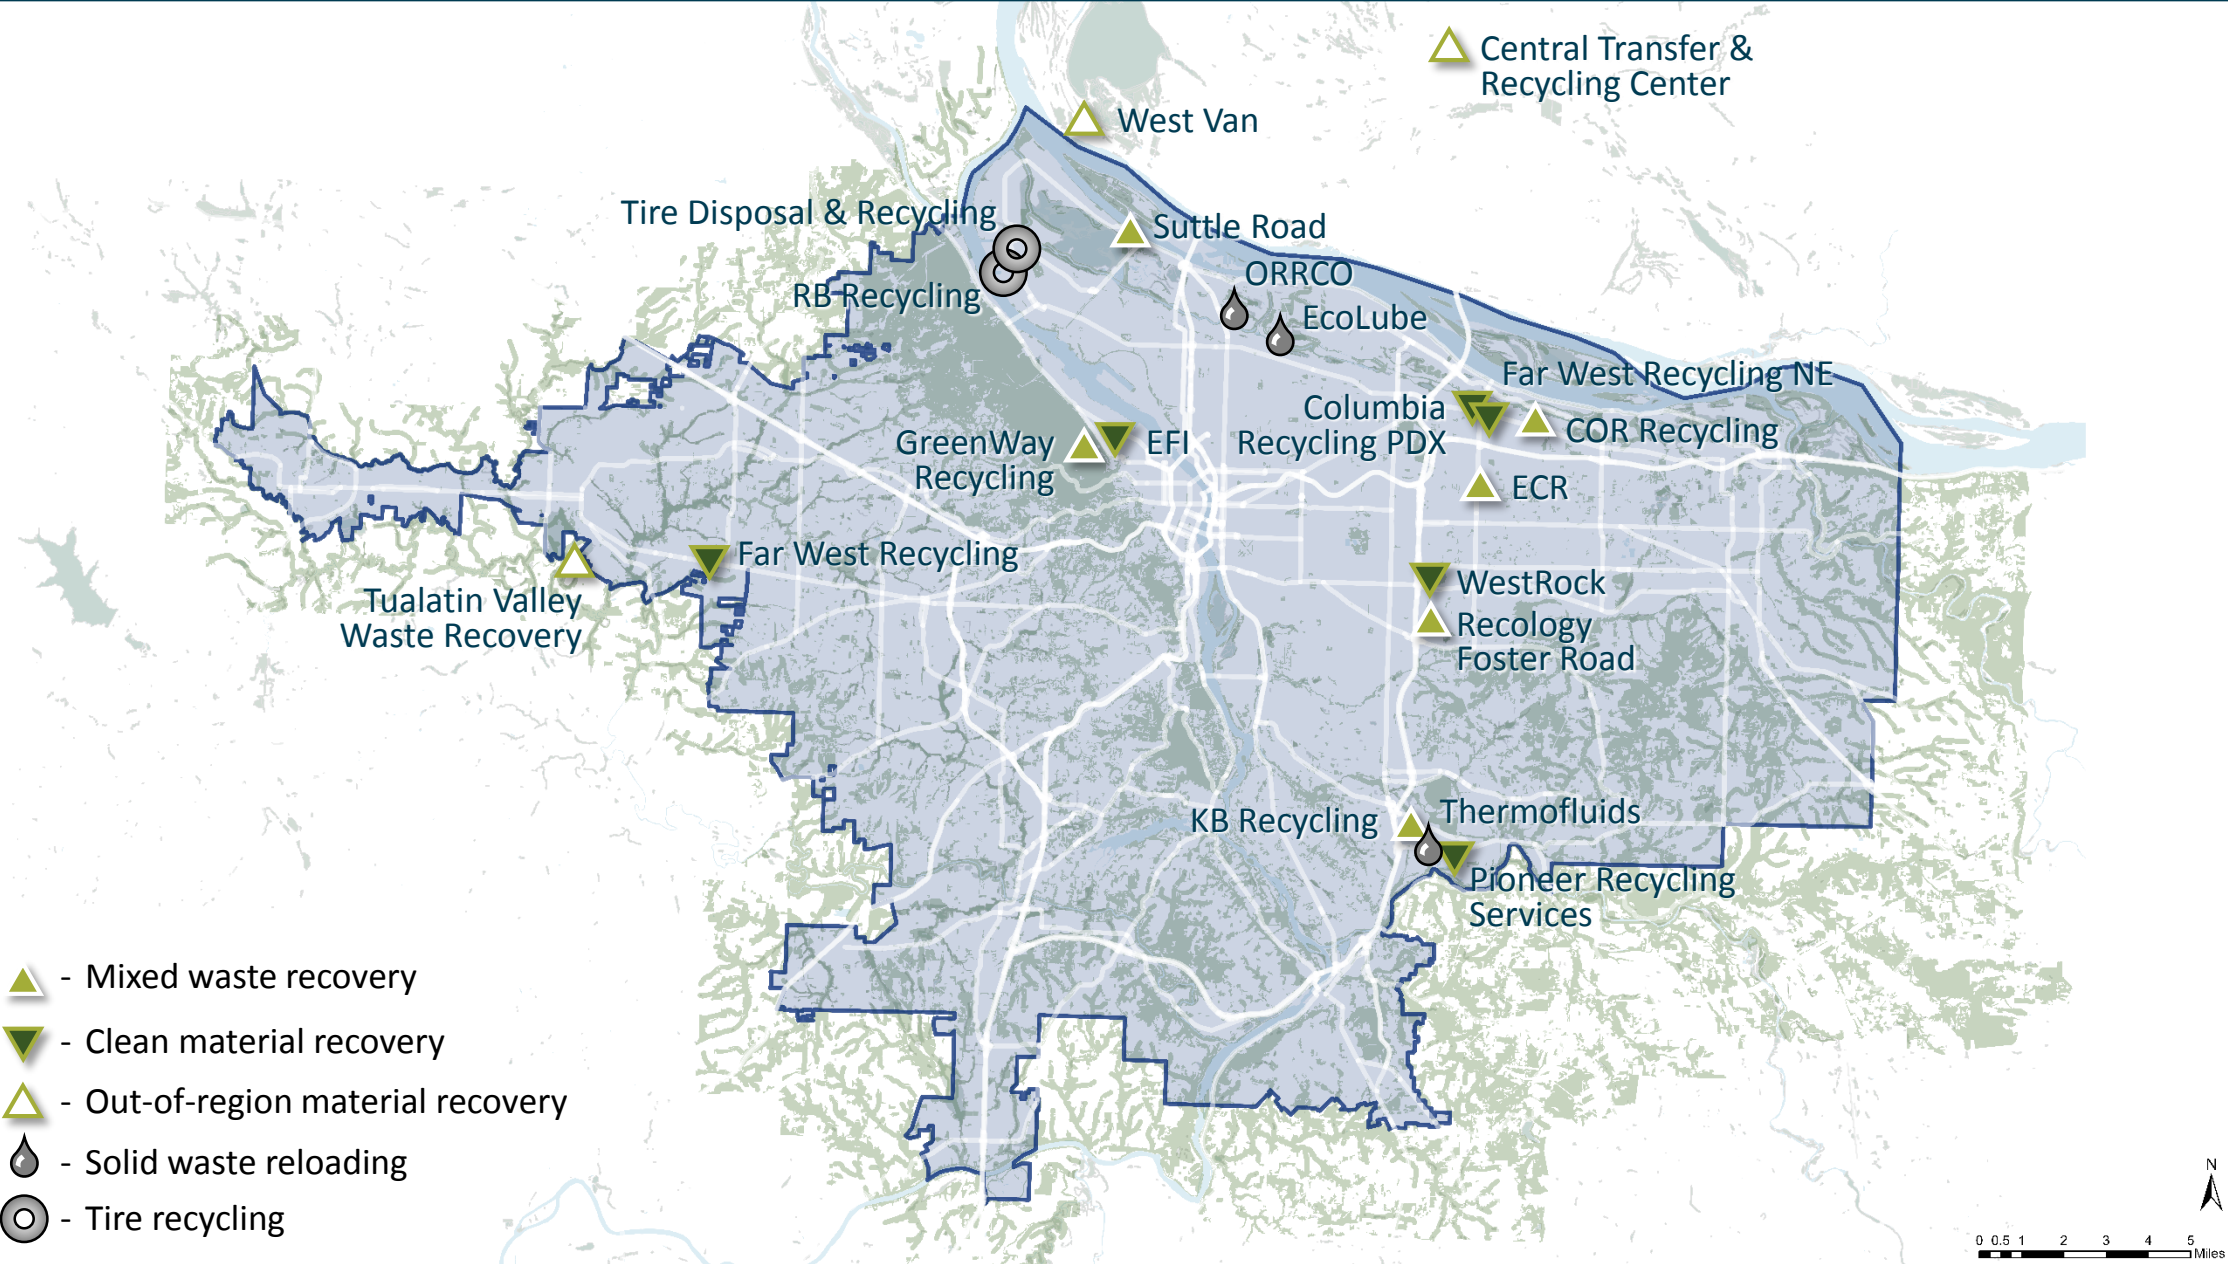 Central Transfer &
Recycling Center
West Van
Tire Disposal & Recycling
Suttle Road
ORRCO
RB Recycling
EcoLube
Far West Recycling NE
Columbia
Recycling PDX
COR Recycling
GreenWay
Recycling
EFI
ECR
Far West Recycling
WestRock
Tualatin Valley
Waste Recovery
Recology
Foster Road
KB Recycling
Thermofluids
Pioneer Recycling
Services
- Mixed waste recovery
- Clean material recovery
- Out-of-region material recovery
- Solid waste reloading
- Tire recycling
N
0 0.5 1 2 3 4 5
Miles